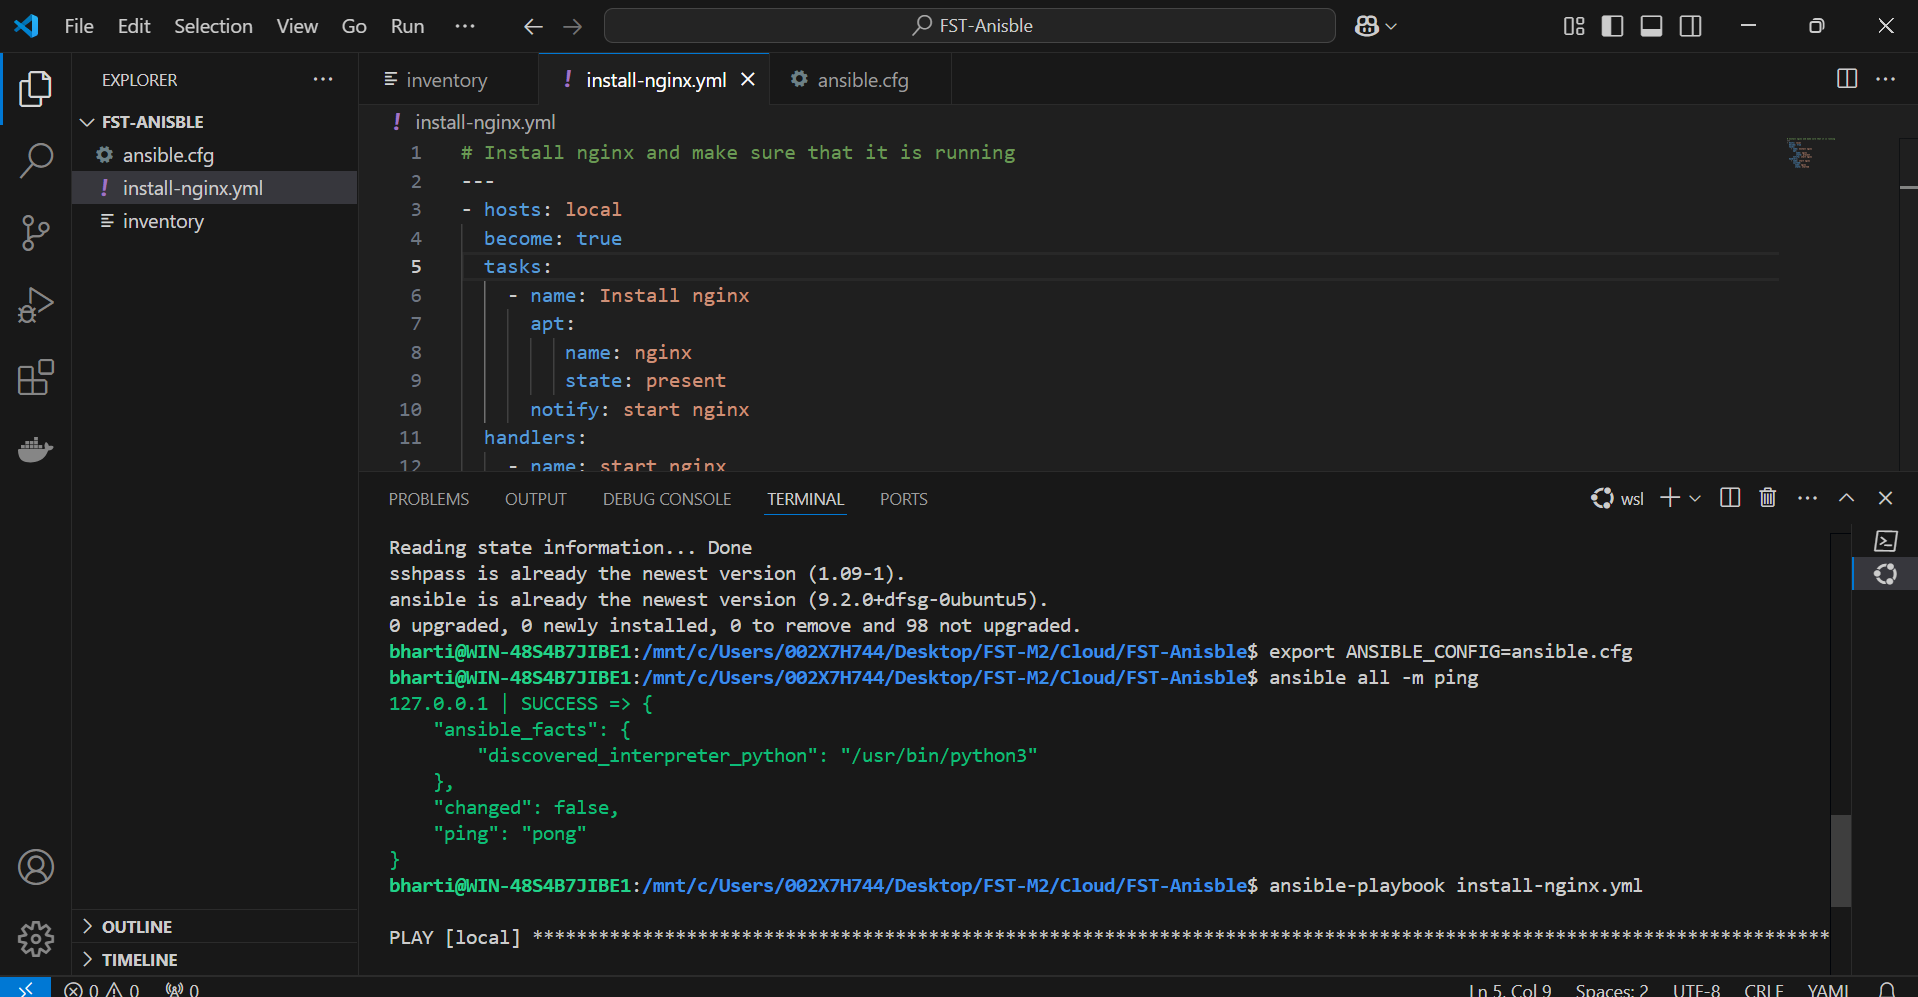 File Edit Selection View Go Run ··· FST-Anisble
EXPLORER ···
FST-ANISBLE
ansible.cfg
! install-nginx.yml
inventory
OUTLINE
TIMELINE
inventory ! install-nginx.yml ansible.cfg ···
! install-nginx.yml
1 # Install nginx and make sure that it is running
2 ---
3 - hosts: local
4 become: true
5 tasks:
6 - name: Install nginx
7 apt:
8 name: nginx
9 state: present
10 notify: start nginx
11 handlers:
12 - name: start nginx
PROBLEMS OUTPUT DEBUG CONSOLE TERMINAL PORTS wsl ···
Reading state information... Done
sshpass is already the newest version (1.09-1).
ansible is already the newest version (9.2.0+dfsg-0ubuntu5).
0 upgraded, 0 newly installed, 0 to remove and 98 not upgraded.
bharti@WIN-48S4B7JIBE1:/mnt/c/Users/002X7H744/Desktop/FST-M2/Cloud/FST-Anisble$ export ANSIBLE_CONFIG=ansible.cfg
bharti@WIN-48S4B7JIBE1:/mnt/c/Users/002X7H744/Desktop/FST-M2/Cloud/FST-Anisble$ ansible all -m ping
127.0.0.1 | SUCCESS => {
"ansible_facts": {
"discovered_interpreter_python": "/usr/bin/python3"
},
"changed": false,
"ping": "pong"
}
bharti@WIN-48S4B7JIBE1:/mnt/c/Users/002X7H744/Desktop/FST-M2/Cloud/FST-Anisble$ ansible-playbook install-nginx.yml
PLAY [local] **********************************************************************************************************************
0 0 0 Ln 5, Col 9 Spaces: 2 UTF-8 CRLF YAML